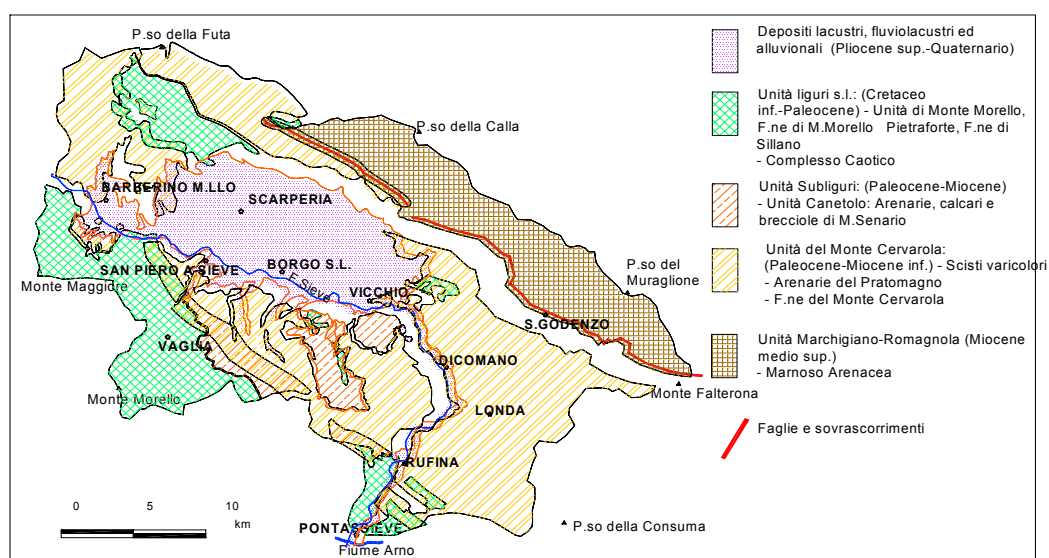 P.so della Futa
P.so della Calla
BARBERINO M.LLO
SCARPERIA
SAN PIERO A SIEVE
BORGO S.L.
F. Sieve
VICCHIO
Monte Maggiore
P.so del
Muraglione
S.GODENZO
VAGLIA
DICOMANO
Monte Morello
Monte Falterona
LONDA
RUFINA
0 5 10
km
PONTASSIEVE
P.so della Consuma
Fiume Arno
Depositi lacustri, fluviolacustri ed
alluvionali (Pliocene sup.-Quaternario)
Unità liguri s.l.: (Cretaceo
inf.-Paleocene) - Unità di Monte Morello,
F.ne di M.Morello Pietraforte, F.ne di
Sillano
- Complesso Caotico
Unità Subliguri: (Paleocene-Miocene)
- Unità Canetolo: Arenarie, calcari e
brecciole di M.Senario
Unità del Monte Cervarola:
(Paleocene-Miocene inf.) - Scisti varicolori
- Arenarie del Pratomagno
- F.ne del Monte Cervarola
Unità Marchigiano-Romagnola (Miocene
medio sup.)
- Marnoso Arenacea
Faglie e sovrascorrimenti